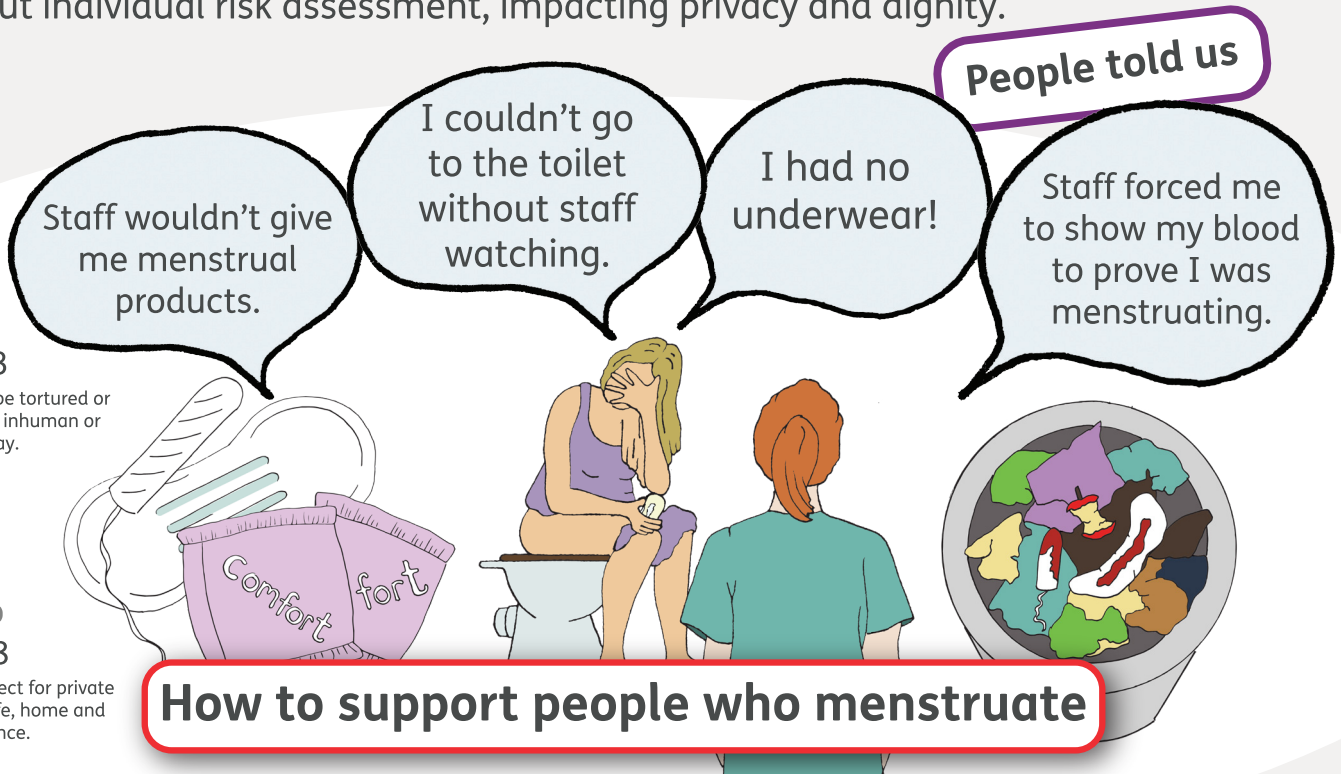 ut individual risk assessment, impacting privacy and dignity.
People told us
Staff wouldn't give
me menstrual
products.
I couldn't go
to the toilet
without staff
watching.
I had no
underwear!
Staff forced me
to show my blood
to prove I was
menstruating.
3
be tortured or
inhuman or
ay.
Comfort
fort
8
ect for private
fe, home and
nce.
How to support people who menstruate